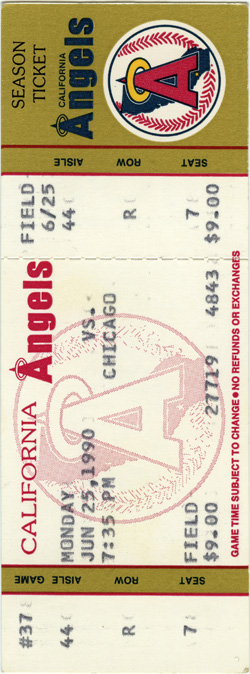 SEASON
TICKET
CALIFORNIA
Angels
A
AISLE ROW SEAT
FIELD
6/25 44 R 7 $9.00
CALIFORNIA Angels
A
MONDAY VS.
JUN 25,1990 CHICAGO
7:35 PM
FIELD 27719 4843
$9.00
GAME TIME SUBJECT TO CHANGE ● NO REFUNDS OR EXCHANGES
GAME AISLE ROW SEAT
#37 44 R 7